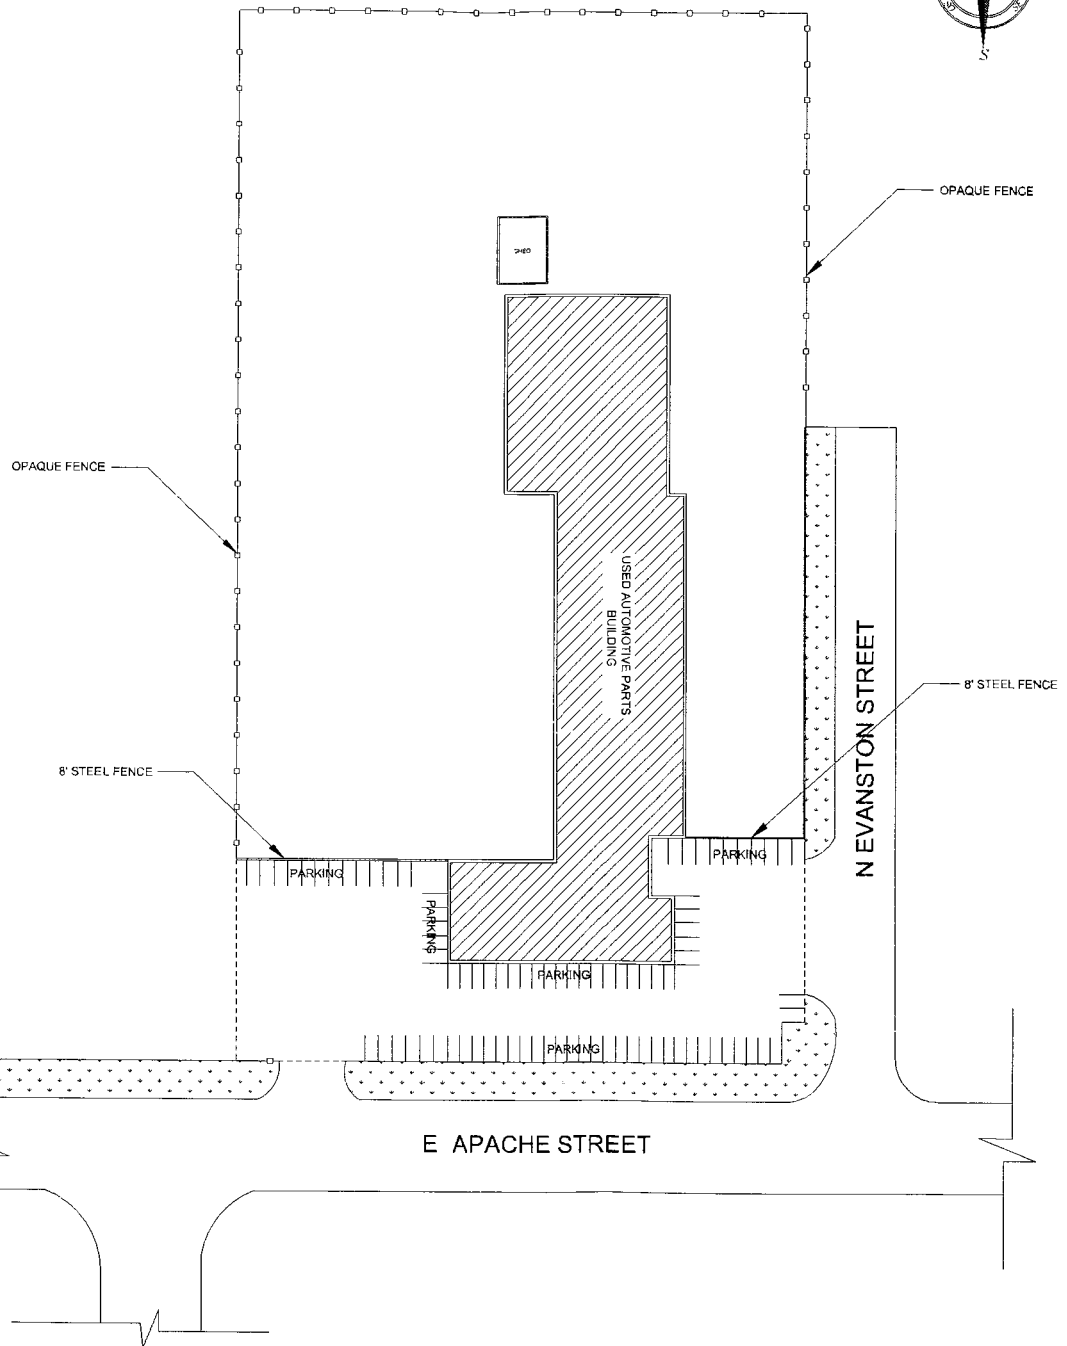 S
OPAQUE FENCE
SHED
OPAQUE FENCE
USED AUTOMOTIVE PARTS
BUILDING
N EVANSTON STREET
8' STEEL FENCE
8' STEEL FENCE
PARKING
PARKING
PARKING
PARKING
PARKING
E APACHE STREET